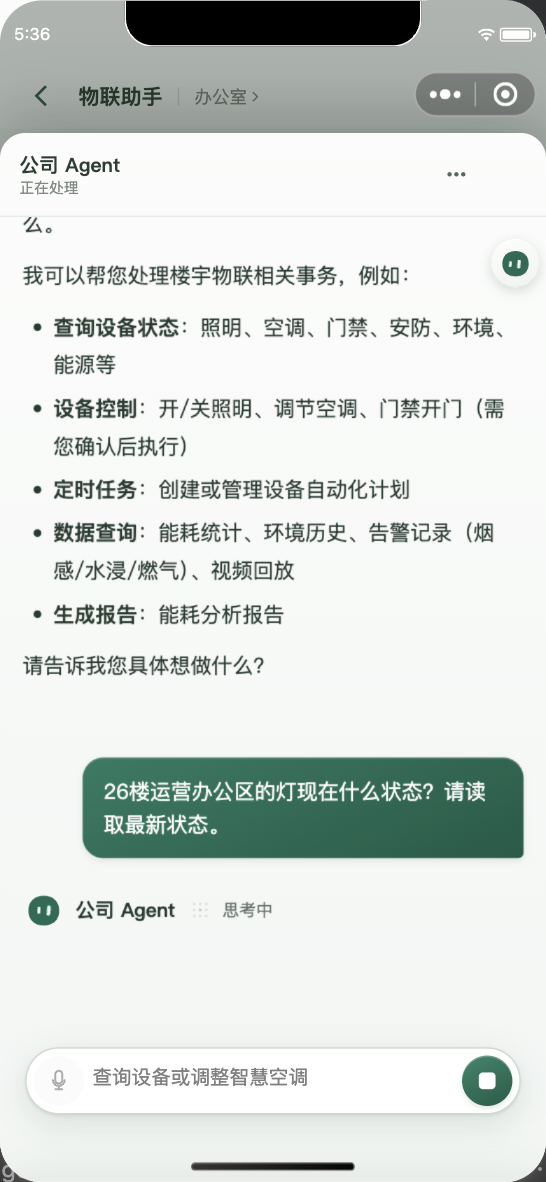 5:36
物联助手 办公室
公司 Agent
正在处理
么。
我可以帮您处理楼宇物联相关事务，例如：
• 查询设备状态：照明、空调、门禁、安防、环境、
能源等
• 设备控制：开/关照明、调节空调、门禁开门（需
您确认后执行）
• 定时任务：创建或管理设备自动化计划
• 数据查询：能耗统计、环境历史、告警记录（烟
感/水浸/燃气）、视频回放
• 生成报告：能耗分析报告
请告诉我您具体想做什么？
26楼运营办公区的灯现在什么状态？请读
取最新状态。
公司 Agent 思考中
查询设备或调整智慧空调